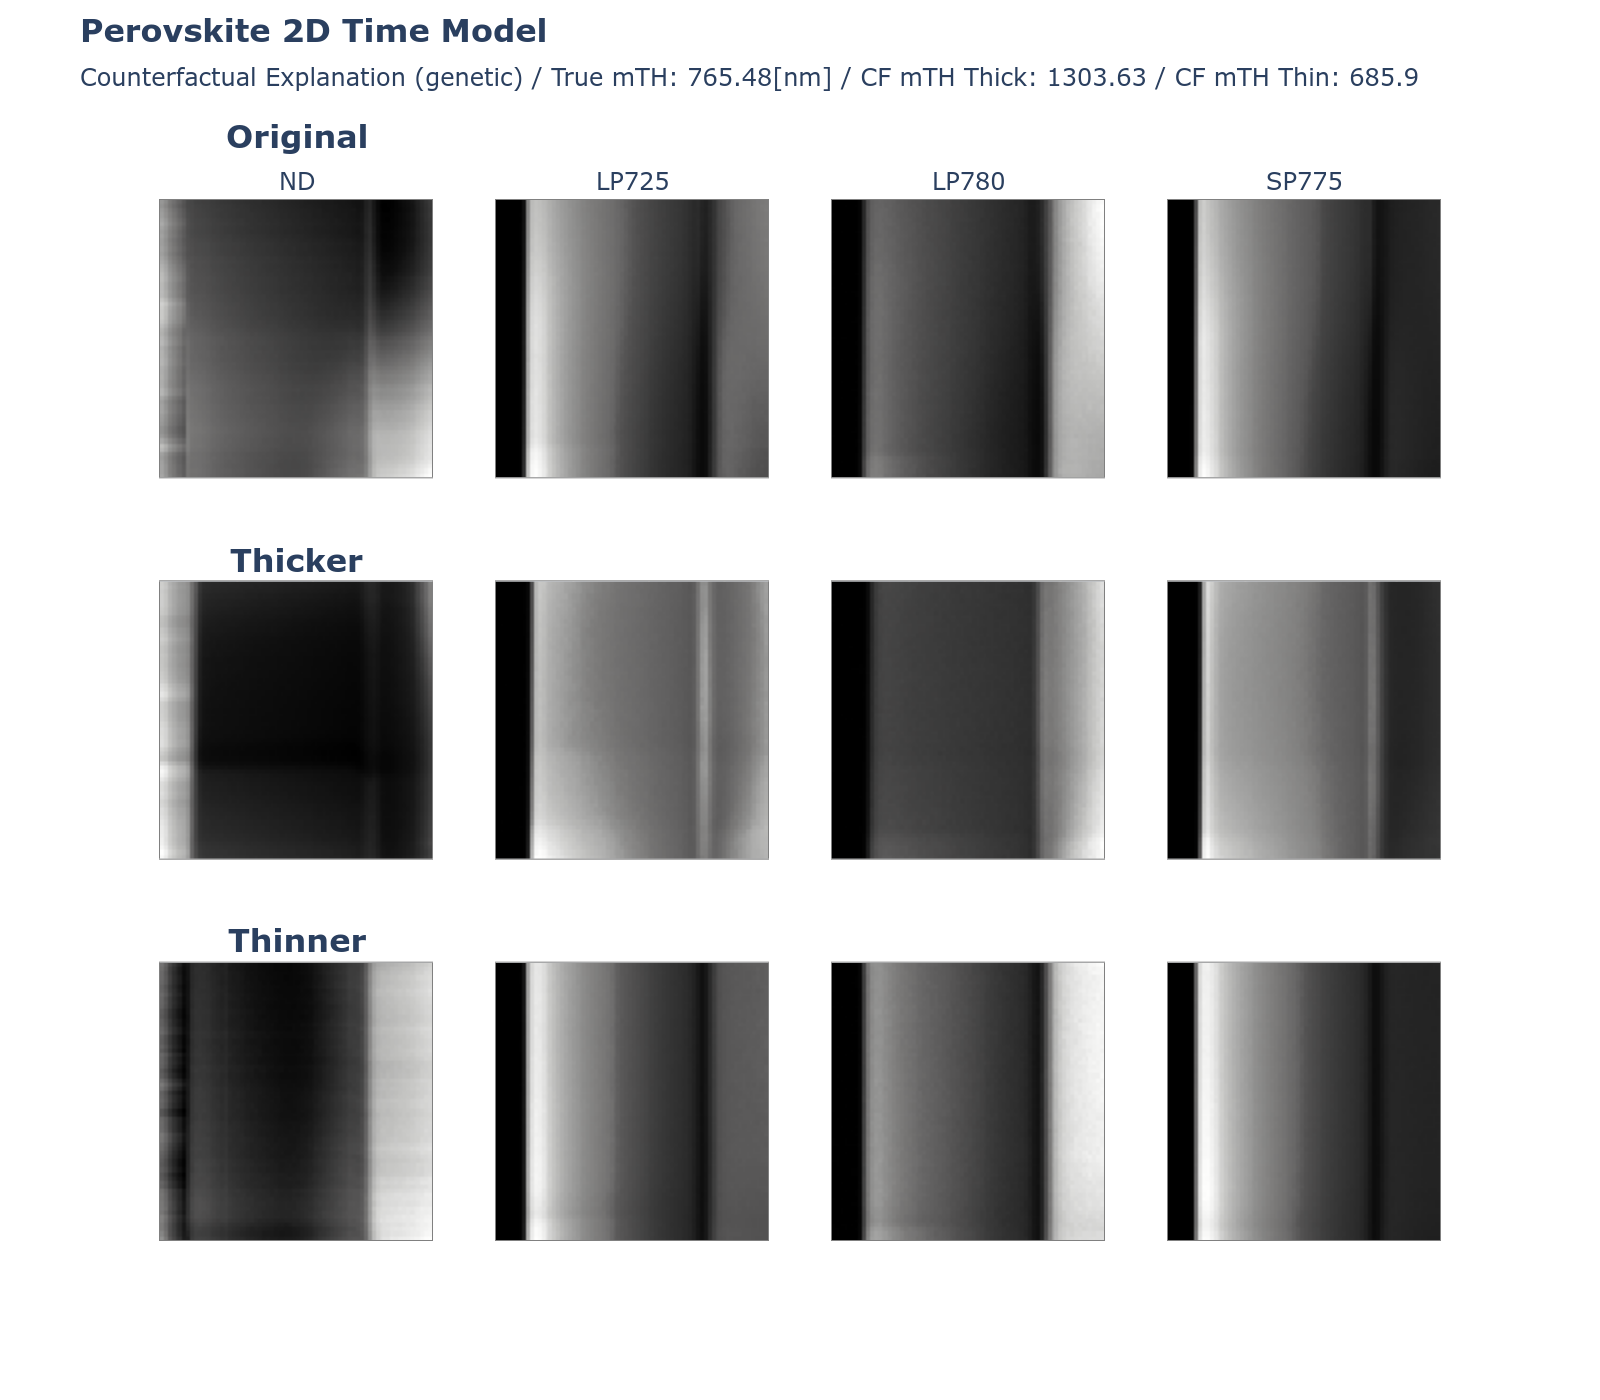 Perovskite 2D Time Model
Counterfactual Explanation (genetic) / True mTH: 765.48[nm] / CF mTH Thick: 1303.63 / CF mTH Thin: 685.9
Original
ND LP725 LP780 SP775
Thicker
Thinner